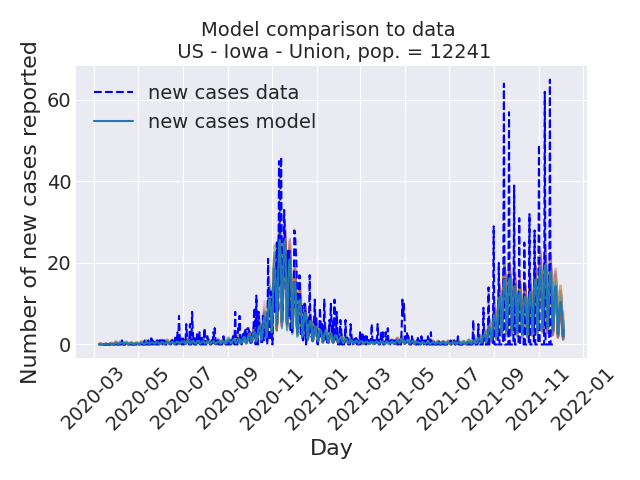 Model comparison to data
US - Iowa - Union, pop. = 12241
Number of new cases reported
new cases data
new cases model
60
40
20
0
2020-03
2020-05
2020-07
2020-09
2020-11
2021-01
2021-03
2021-05
2021-07
2021-09
2021-11
2022-01
Day